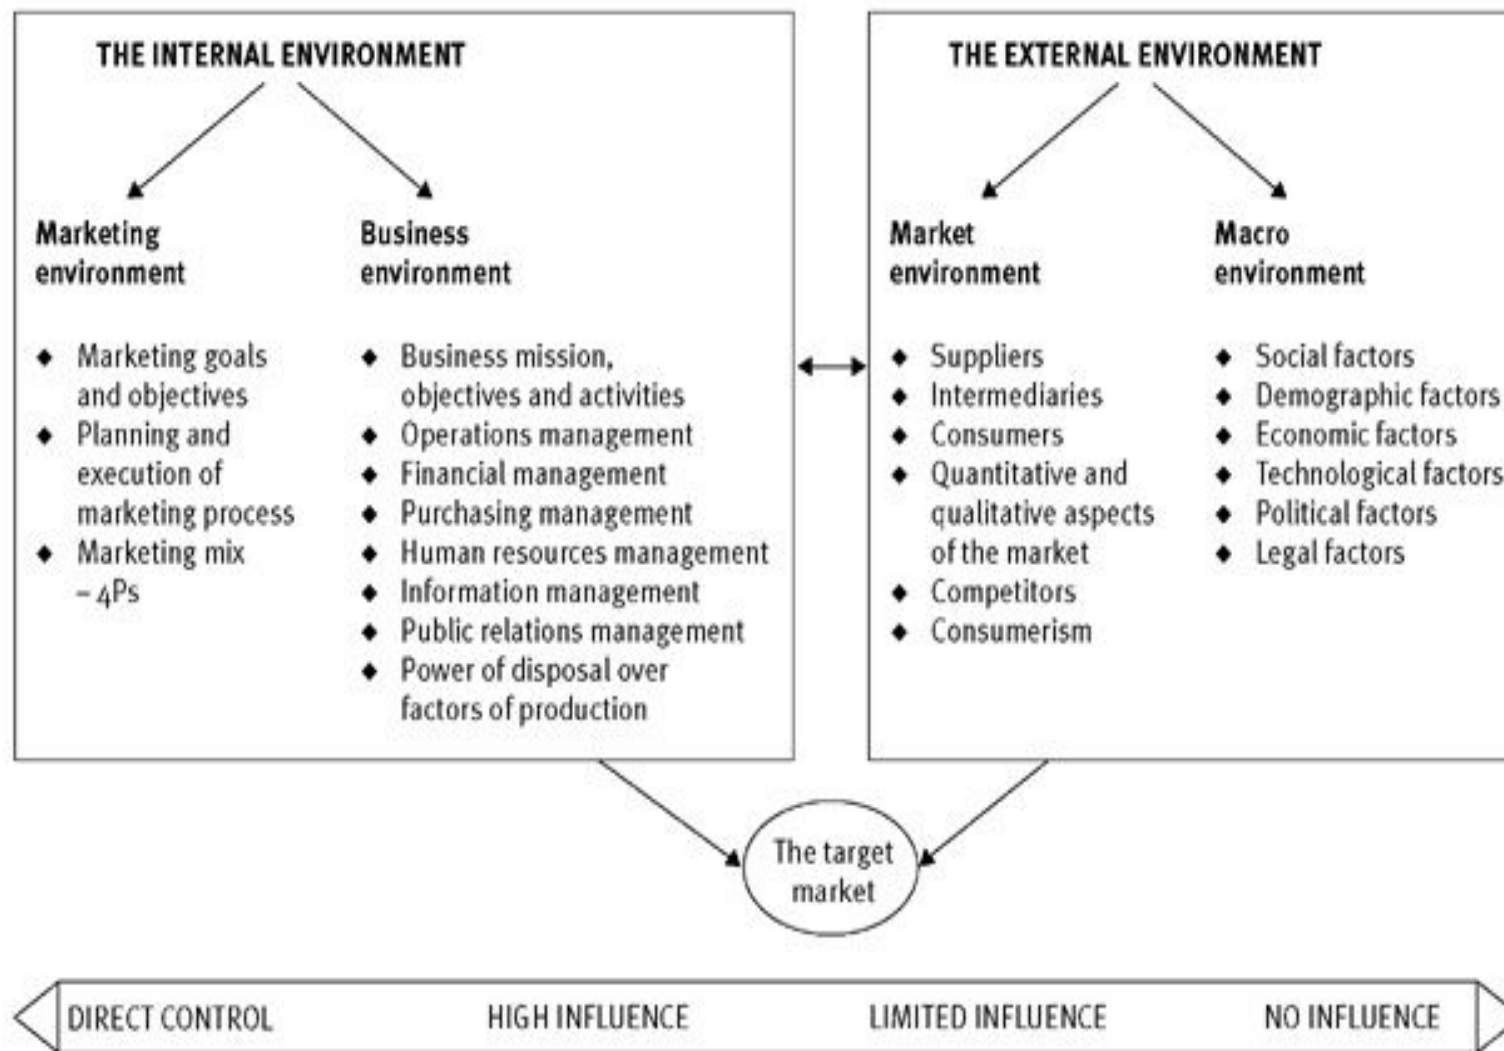 THE INTERNAL ENVIRONMENT
Marketing
environment
◆ Marketing goals
and objectives
◆ Planning and
execution of
marketing process
◆ Marketing mix
– 4Ps
Business
environment
◆ Business mission,
objectives and activities
◆ Operations management
◆ Financial management
◆ Purchasing management
◆ Human resources management
◆ Information management
◆ Public relations management
◆ Power of disposal over
factors of production
THE EXTERNAL ENVIRONMENT
Market
environment
◆ Suppliers
◆ Intermediaries
◆ Consumers
◆ Quantitative and
qualitative aspects
of the market
◆ Competitors
◆ Consumerism
Macro
environment
◆ Social factors
◆ Demographic factors
◆ Economic factors
◆ Technological factors
◆ Political factors
◆ Legal factors
The target
market
DIRECT CONTROL HIGH INFLUENCE LIMITED INFLUENCE NO INFLUENCE